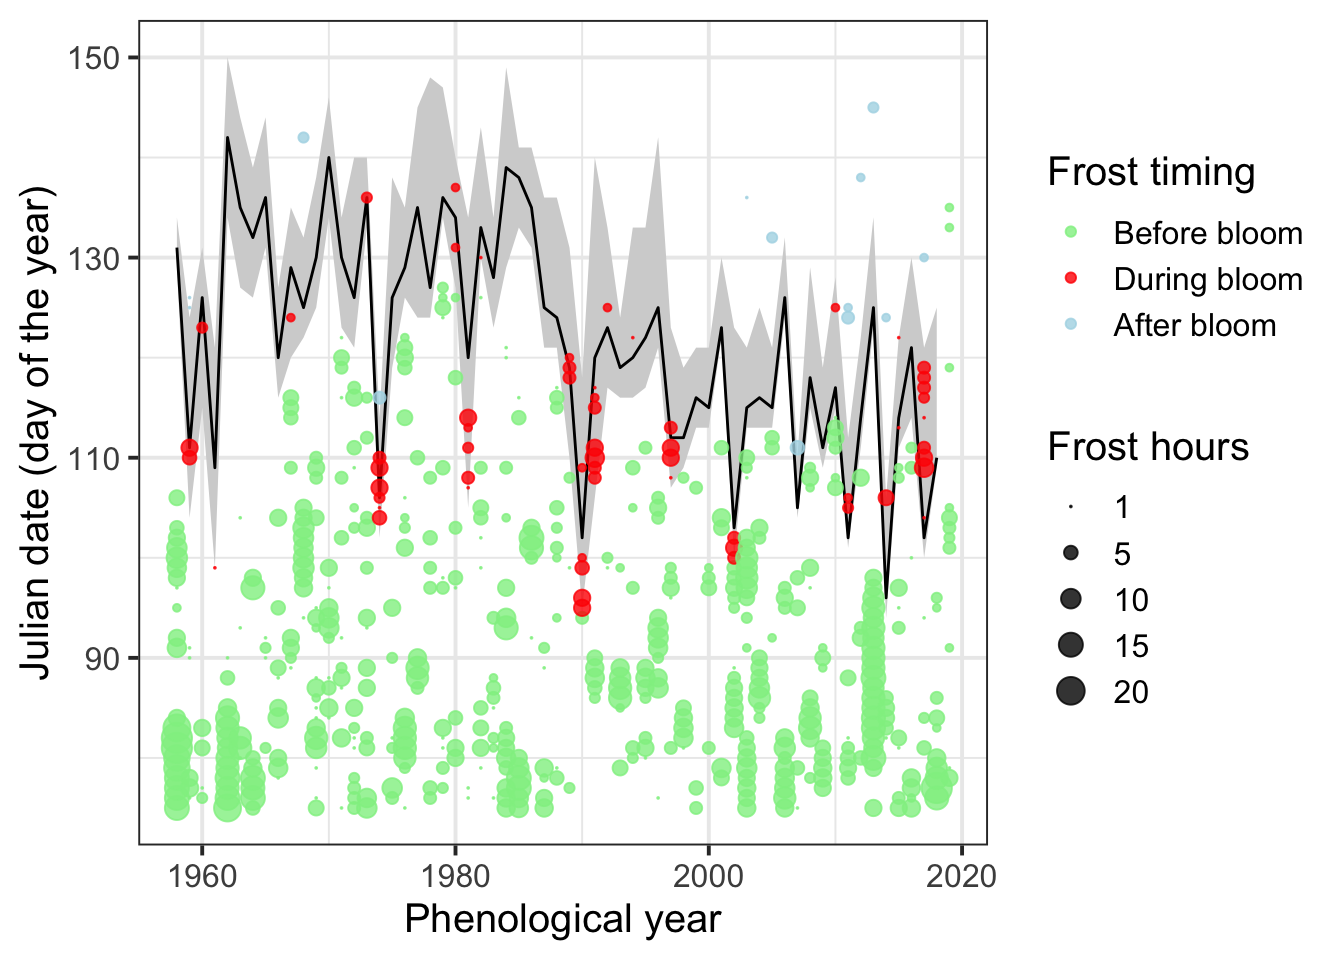 150
130
110
90
Julian date (day of the year)
1960
1980
2000
2020
Phenological year
Frost timing
Before bloom
During bloom
After bloom
Frost hours
1
5
10
15
20